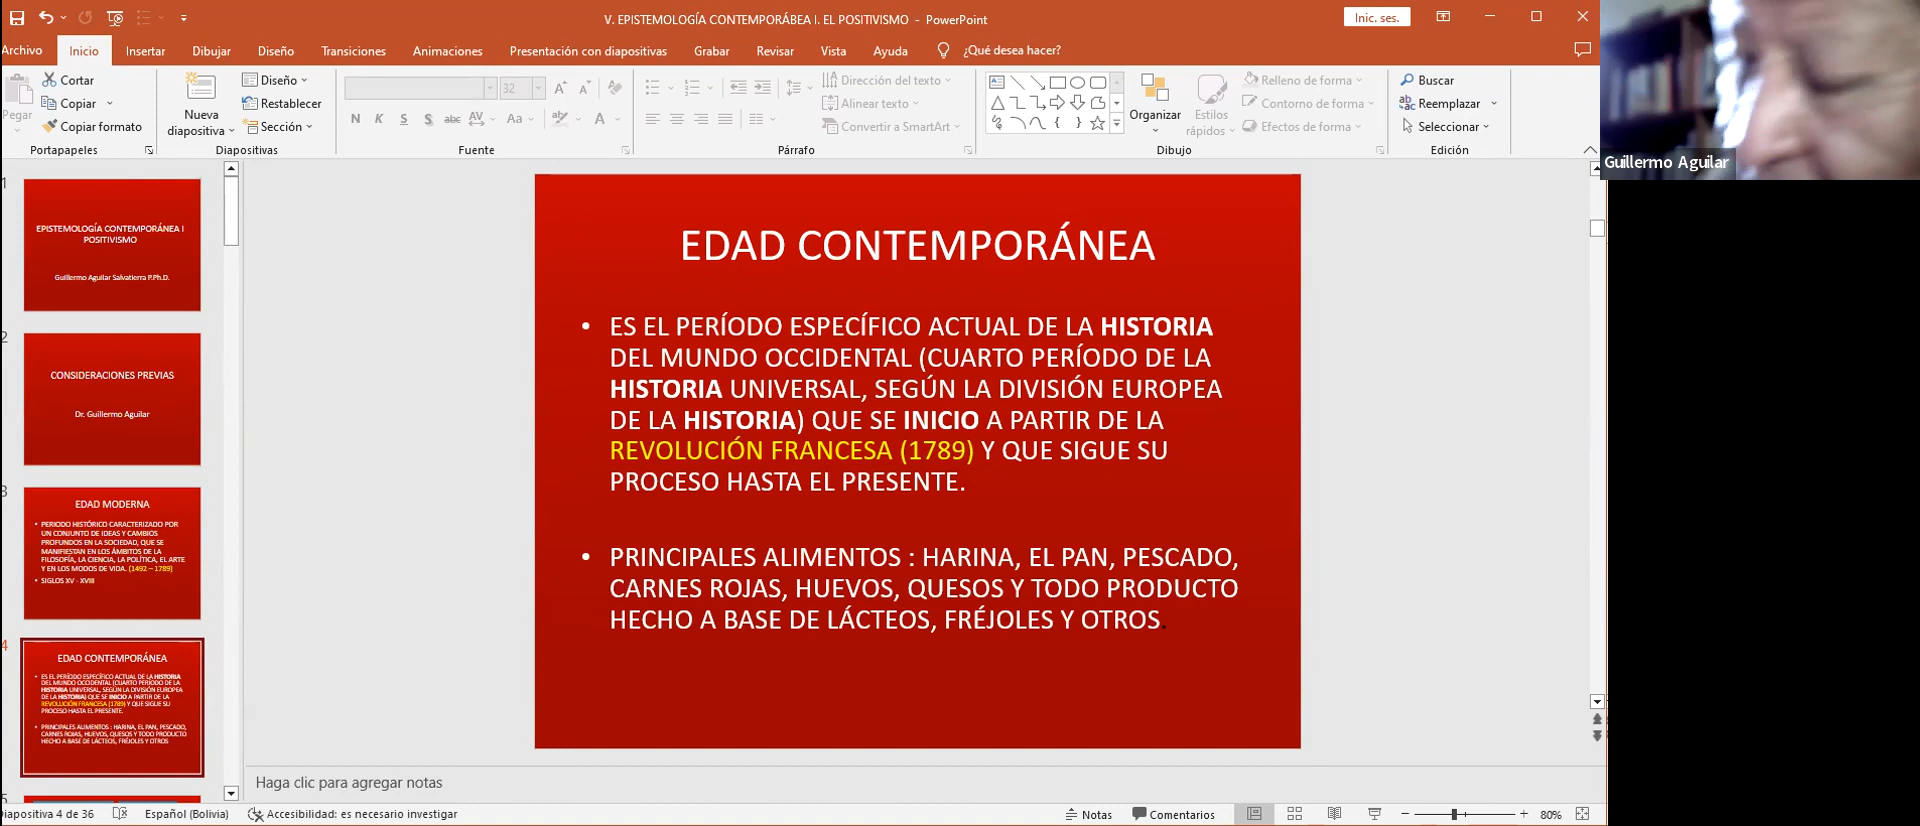 V. EPISTEMOLOGÍA CONTEMPORÁBEA I. EL POSITIVISMO - PowerPoint
Inic. ses.
Archivo Inicio Insertar Dibujar Diseño Transiciones Animaciones Presentación con diapositivas Grabar Revisar Vista Ayuda ¿Qué desea hacer?
Pegar
Cortar
Copiar
Copiar formato
Portapapeles
Nueva
diapositiva
Diseño
Restablecer
Sección
Diapositivas
32
N K S S abc AV Aa A
Fuente
Dirección del texto
Alinear texto
Convertir a SmartArt
Párrafo
Organizar
Estilos
rápidos
Relleno de forma
Contorno de forma
Efectos de forma
Dibujo
Buscar
Reemplazar
Seleccionar
Edición
Guillermo Aguilar
1
EPISTEMOLOGÍA CONTEMPORÁNEA I
POSITIVISMO
Guillermo Aguilar Salvatierra P.Ph.D.
2
CONSIDERACIONES PREVIAS
Dr. Guillermo Aguilar
3
EDAD MODERNA
• PERIODO HISTÓRICO CARACTERIZADO POR
UN CONJUNTO DE IDEAS Y CAMBIOS
PROFUNDOS EN LA SOCIEDAD, QUE SE
MANIFIESTAN EN LOS ÁMBITOS DE LA
FILOSOFÍA, LA CIENCIA, LA POLÍTICA, EL ARTE
Y EN LOS MODOS DE VIDA. (1492 – 1789)
• SIGLOS XV - XVIII
4
EDAD CONTEMPORÁNEA
• ES EL PERÍODO ESPECÍFICO ACTUAL DE LA HISTORIA
DEL MUNDO OCCIDENTAL (CUARTO PERÍODO DE LA
HISTORIA UNIVERSAL, SEGÚN LA DIVISIÓN EUROPEA
DE LA HISTORIA) QUE SE INICIO A PARTIR DE LA
REVOLUCIÓN FRANCESA (1789) Y QUE SIGUE SU
PROCESO HASTA EL PRESENTE.
• PRINCIPALES ALIMENTOS : HARINA, EL PAN, PESCADO,
CARNES ROJAS, HUEVOS, QUESOS Y TODO PRODUCTO
HECHO A BASE DE LÁCTEOS, FRÉJOLES Y OTROS
5
EDAD CONTEMPORÁNEA
• ES EL PERÍODO ESPECÍFICO ACTUAL DE LA HISTORIA
DEL MUNDO OCCIDENTAL (CUARTO PERÍODO DE LA
HISTORIA UNIVERSAL, SEGÚN LA DIVISIÓN EUROPEA
DE LA HISTORIA) QUE SE INICIO A PARTIR DE LA
REVOLUCIÓN FRANCESA (1789) Y QUE SIGUE SU
PROCESO HASTA EL PRESENTE.
• PRINCIPALES ALIMENTOS : HARINA, EL PAN, PESCADO,
CARNES ROJAS, HUEVOS, QUESOS Y TODO PRODUCTO
HECHO A BASE DE LÁCTEOS, FRÉJOLES Y OTROS.
Haga clic para agregar notas
iapositiva 4 de 36 Español (Bolivia) Accesibilidad: es necesario investigar Notas Comentarios 80%